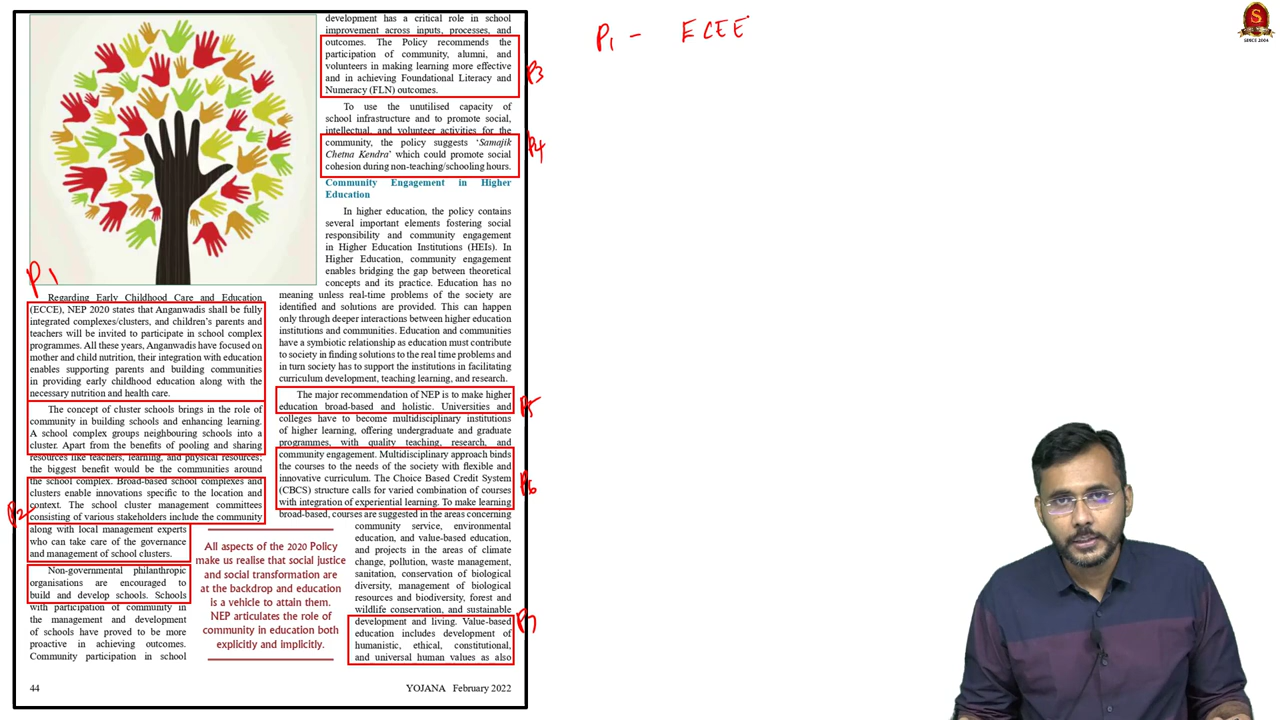 development has a critical role in school
improvement across inputs, processes, and
outcomes. The Policy recommends the
participation of community, alumni, and
volunteers in making learning more effective
and in achieving Foundational Literacy and
Numeracy (FLN) outcomes.
P3
To use the unutilised capacity of
school infrastructure and to promote social,
intellectual, and volunteer activities for the
community, the policy suggests ‘Samajik
Chetna Kendra’ which could promote social
cohesion during non-teaching/schooling hours.
P4
P1
Regarding Early Childhood Care and Education
(ECCE), NEP 2020 states that Anganwadis shall be fully
integrated complexes/clusters, and children’s parents and
teachers will be invited to participate in school complex
programmes. All these years, Anganwadis have focused on
mother and child nutrition, their integration with education
enables supporting parents and building communities
in providing early childhood education along with the
necessary nutrition and health care.
The concept of cluster schools brings in the role of
community in building schools and enhancing learning.
A school complex groups neighbouring schools into a
cluster. Apart from the benefits of pooling and sharing
resources like teachers, learning, and physical resources;
the biggest benefit would be the communities around
the school complex. Broad-based school complexes and
clusters enable innovations specific to the location and
context. The school cluster management committees
consisting of various stakeholders include the community
along with local management experts
who can take care of the governance
and management of school clusters.
P2
Non-governmental philanthropic
organisations are encouraged to
build and develop schools. Schools
with participation of community in
the management and development
of schools have proved to be more
proactive in achieving outcomes.
Community participation in school
All aspects of the 2020 Policy
make us realise that social justice
and social transformation are
at the backdrop and education
is a vehicle to attain them.
NEP articulates the role of
community in education both
explicitly and implicitly.
Community Engagement in Higher
Education
In higher education, the policy contains
several important elements fostering social
responsibility and community engagement
in Higher Education Institutions (HEIs). In
Higher Education, community engagement
enables bridging the gap between theoretical
concepts and its practice. Education has no
meaning unless real-time problems of the society are
identified and solutions are provided. This can happen
only through deeper interactions between higher education
institutions and communities. Education and communities
have a symbiotic relationship as education must contribute
to society in finding solutions to the real time problems and
in turn society has to support the institutions in facilitating
curriculum development, teaching learning, and research.
The major recommendation of NEP is to make higher
education broad-based and holistic. Universities and
P5
colleges have to become multidisciplinary institutions
of higher learning, offering undergraduate and graduate
programmes, with quality teaching, research, and
community engagement. Multidisciplinary approach binds
the courses to the needs of the society with flexible and
innovative curriculum. The Choice Based Credit System
(CBCS) structure calls for varied combination of courses
with integration of experiential learning. To make learning
P6
broad-based, courses are suggested in the areas concerning
community service, environmental
education, and value-based education,
and projects in the areas of climate
change, pollution, waste management,
sanitation, conservation of biological
diversity, management of biological
resources and biodiversity, forest and
wildlife conservation, and sustainable
development and living. Value-based
education includes development of
humanistic, ethical, constitutional,
and universal human values as also
P7
44
YOJANA February 2022
P1 - ECEE
S
SINCE 2004